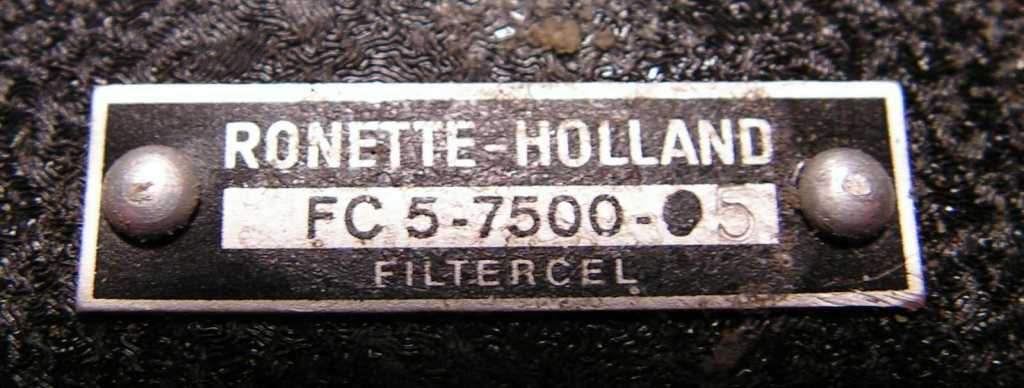 RONETTE-HOLLAND
FC 5-7500-●5
FILTERCEL